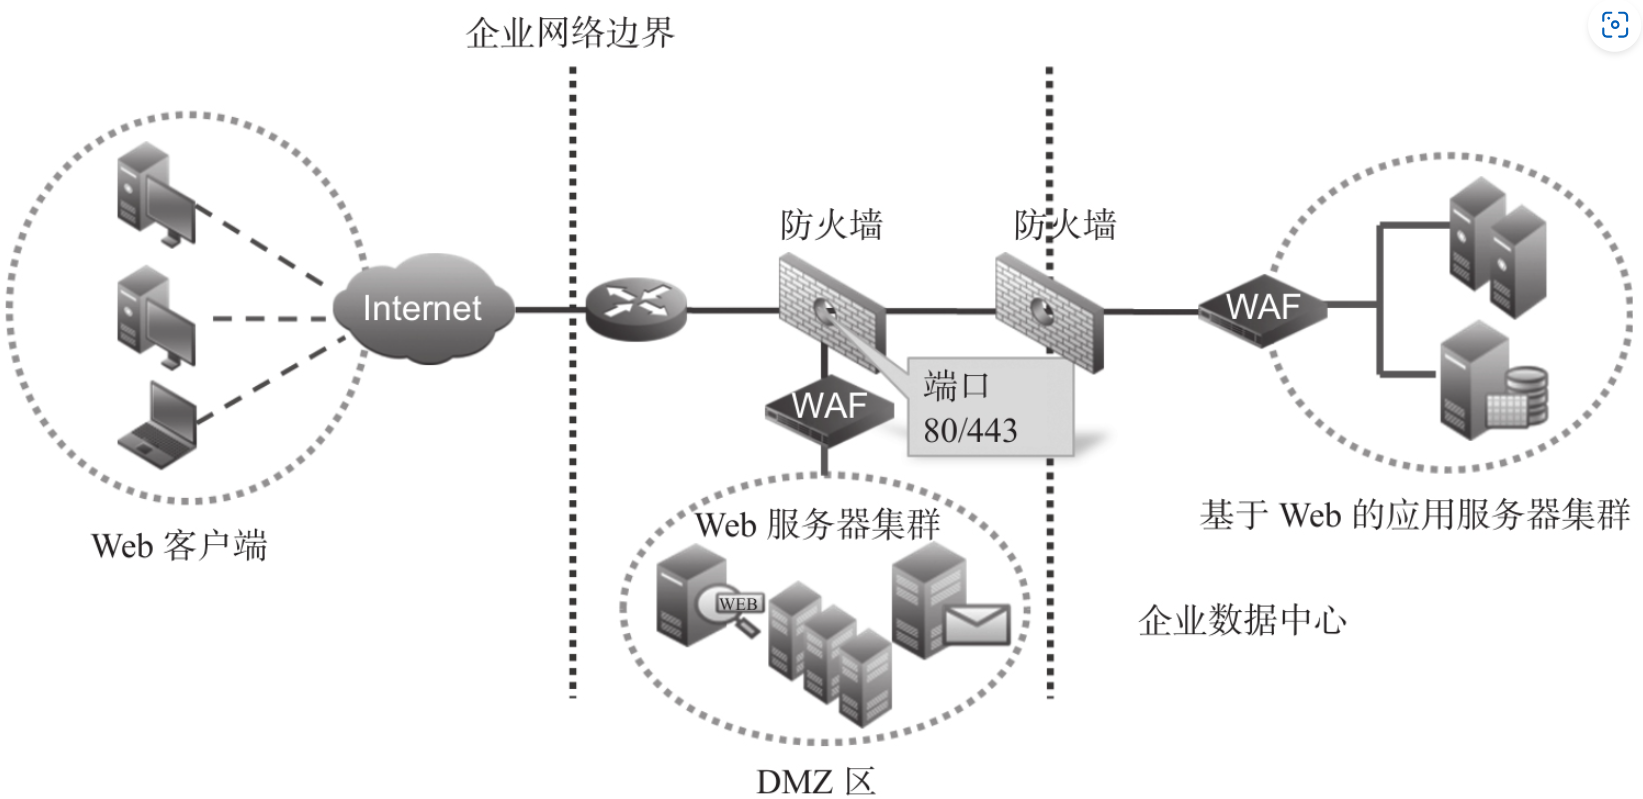 企业网络边界
防火墙
防火墙
Internet
WAF
WAF
端口
80/443
Web 客户端
Web 服务器集群
WEB
基于 Web 的应用服务器集群
企业数据中心
DMZ 区